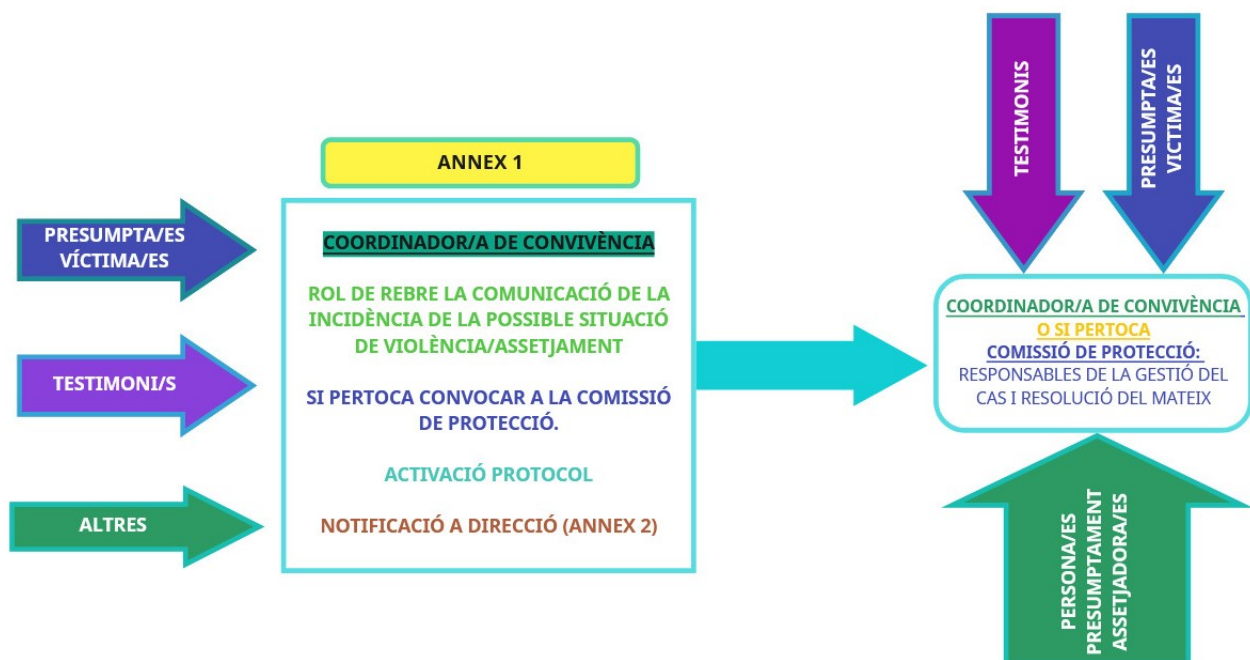 ANNEX 1
PRESUMPTA/ES
VÍCTIMA/ES
TESTIMONI/S
ALTRES
COORDINADOR/A DE CONVIVÈNCIA
ROL DE REBRE LA COMUNICACIÓ DE LA
INCIDÈNCIA DE LA POSSIBLE SITUACIÓ
DE VIOLÈNCIA/ASSETJAMENT
SI PERTOCA CONVOCAR A LA COMISSIÓ
DE PROTECCIÓ.
ACTIVACIÓ PROTOCOL
NOTIFICACIÓ A DIRECCIÓ (ANNEX 2)
TESTIMONIS
PRESUMPTA/ES
VICTIMA/ES
COORDINADOR/A DE CONVIVÈNCIA
O SI PERTOCA
COMISSIÓ DE PROTECCIÓ:
RESPONSABLES DE LA GESTIÓ DEL
CAS I RESOLUCIÓ DEL MATEIX
PERSONA/ES
PRESUMPTAMENT
ASSETJADORA/ES